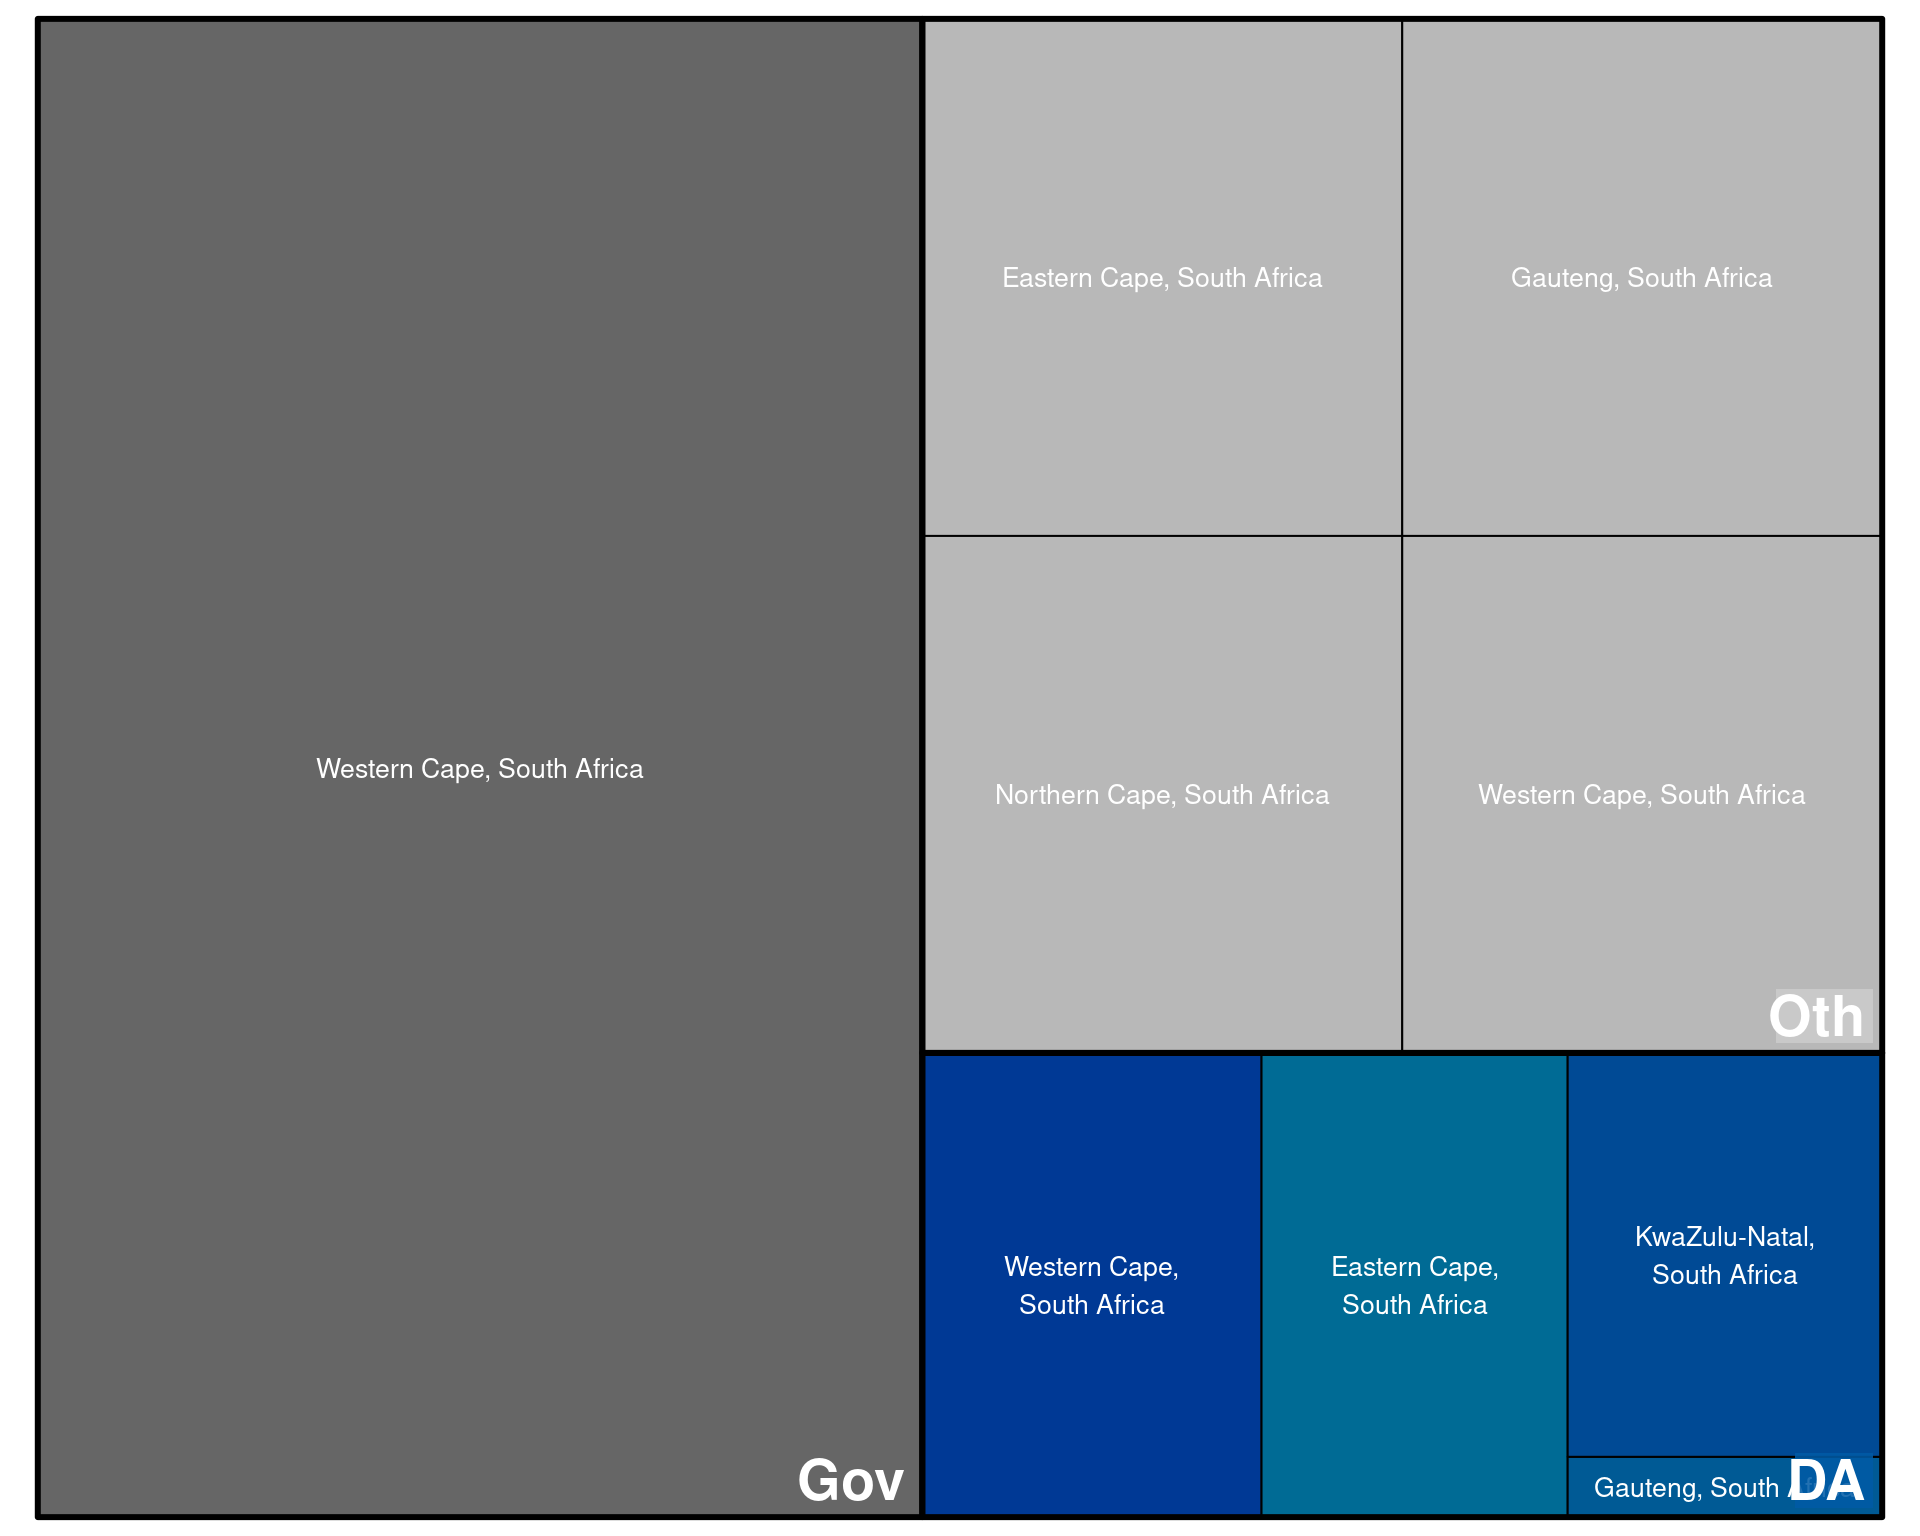 Western Cape, South Africa
Gov
Eastern Cape, South Africa
Gauteng, South Africa
Northern Cape, South Africa
Western Cape, South Africa
Oth
Western Cape,
South Africa
Eastern Cape,
South Africa
KwaZulu-Natal,
South Africa
Gauteng, South
DA